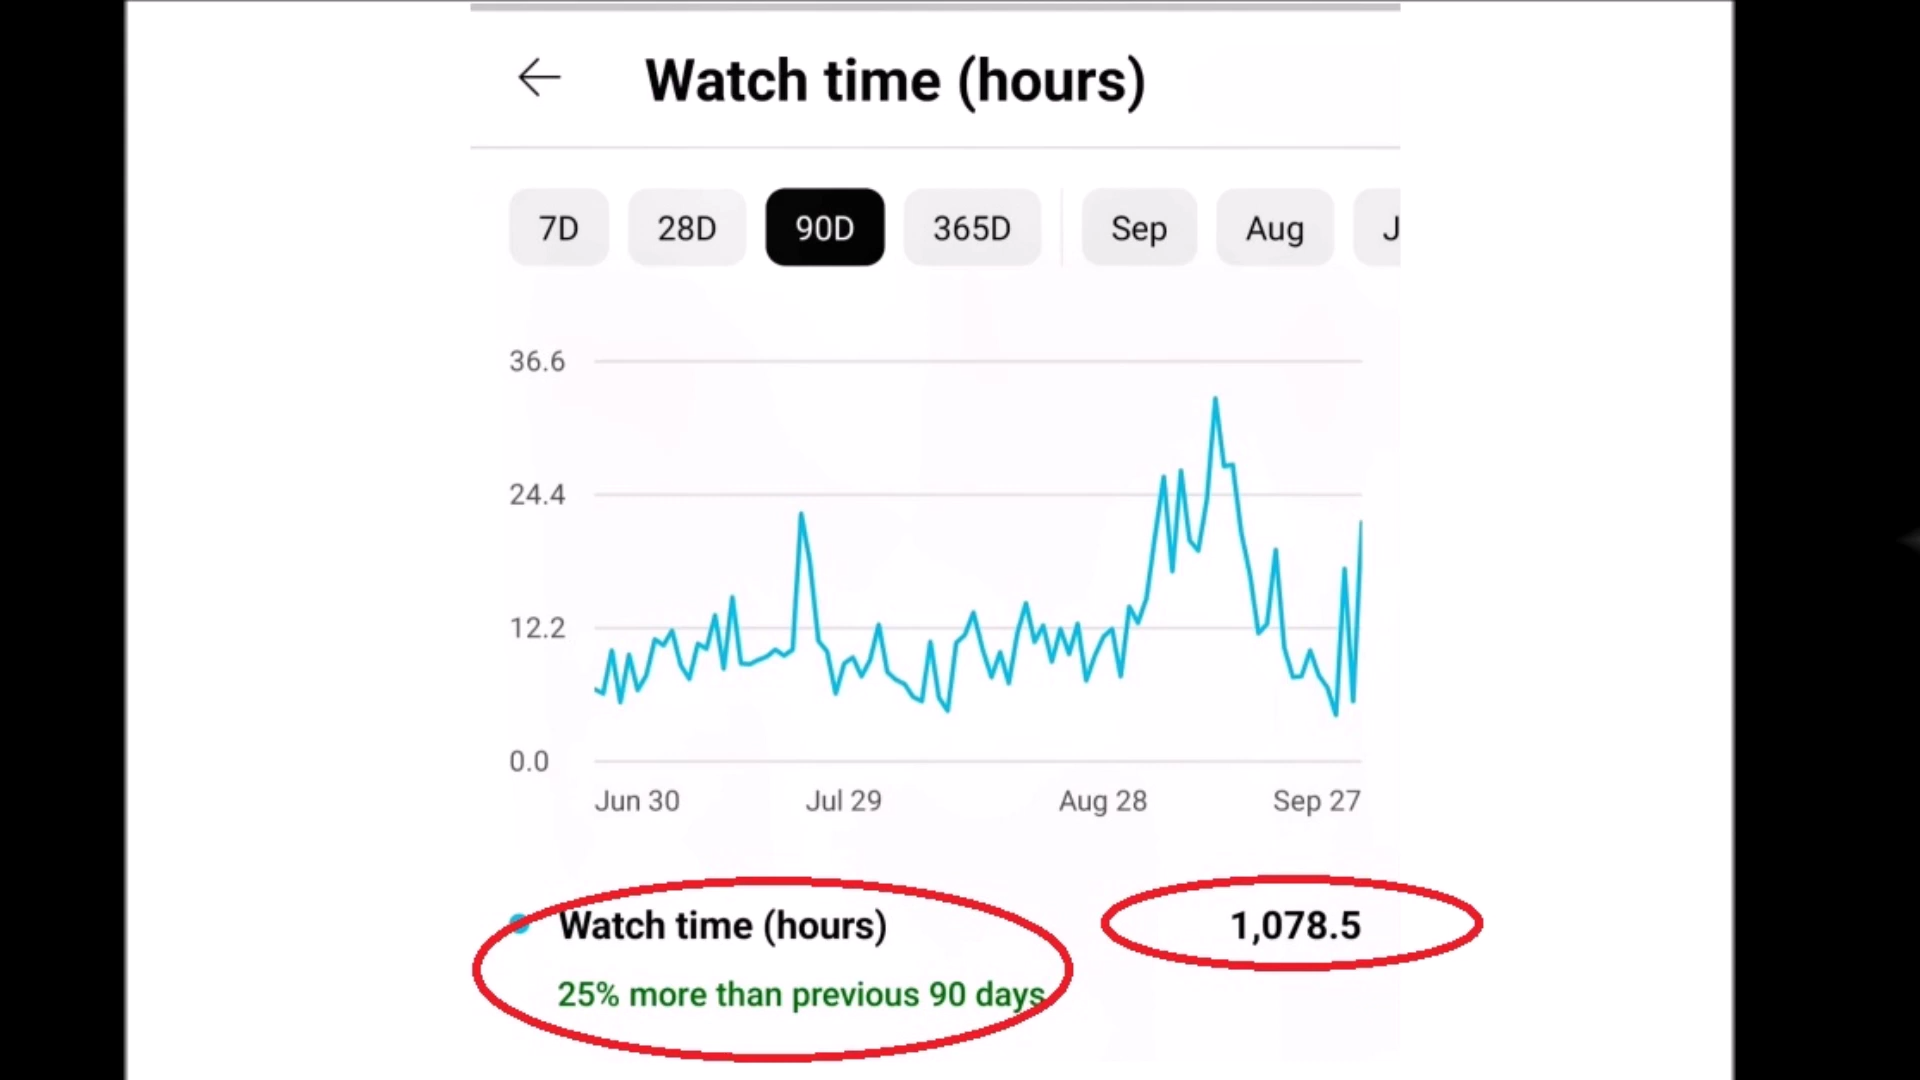 Watch time (hours)
7D 28D 90D 365D Sep Aug J
36.6
24.4
12.2
0.0
Jun 30 Jul 29 Aug 28 Sep 27
Watch time (hours) 1,078.5
25% more than previous 90 days